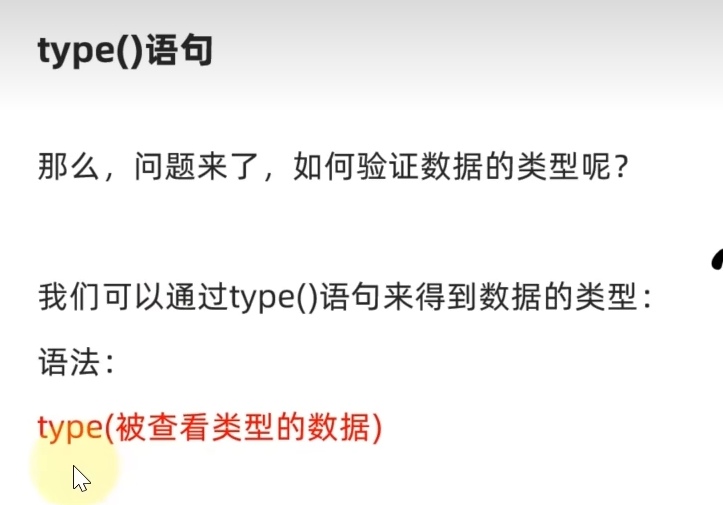 type()语句
那么，问题来了，如何验证数据的类型呢？
我们可以通过type()语句来得到数据的类型：
语法：
type(被查看类型的数据)